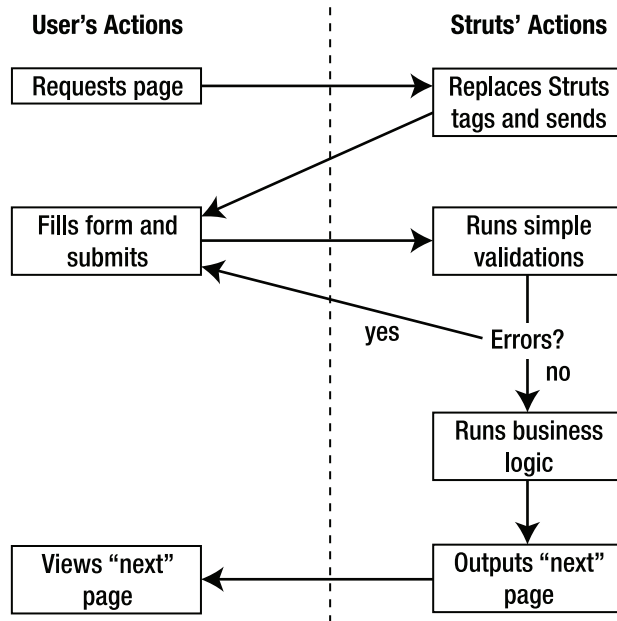 User’s Actions
Struts’ Actions
Requests page
Replaces Struts
tags and sends
Fills form and
submits
Runs simple
validations
yes
Errors?
no
Runs business
logic
Views “next”
page
Outputs “next”
page